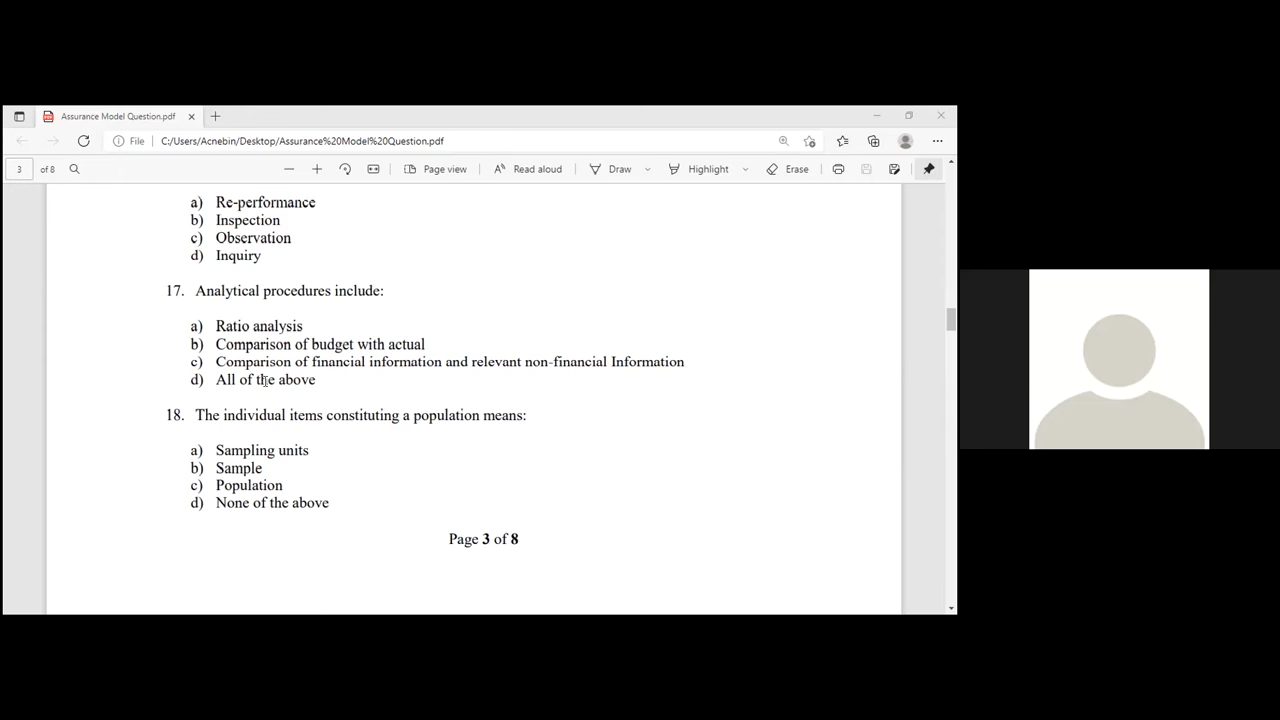 Assurance Model Question.pdf
File C:/Users/Acnebin/Desktop/Assurance%20Model%20Question.pdf
3 of 8 Page view Read aloud Draw Highlight Erase
a) Re-performance
b) Inspection
c) Observation
d) Inquiry
17. Analytical procedures include:
a) Ratio analysis
b) Comparison of budget with actual
c) Comparison of financial information and relevant non-financial Information
d) All of the above
18. The individual items constituting a population means:
a) Sampling units
b) Sample
c) Population
d) None of the above
Page 3 of 8